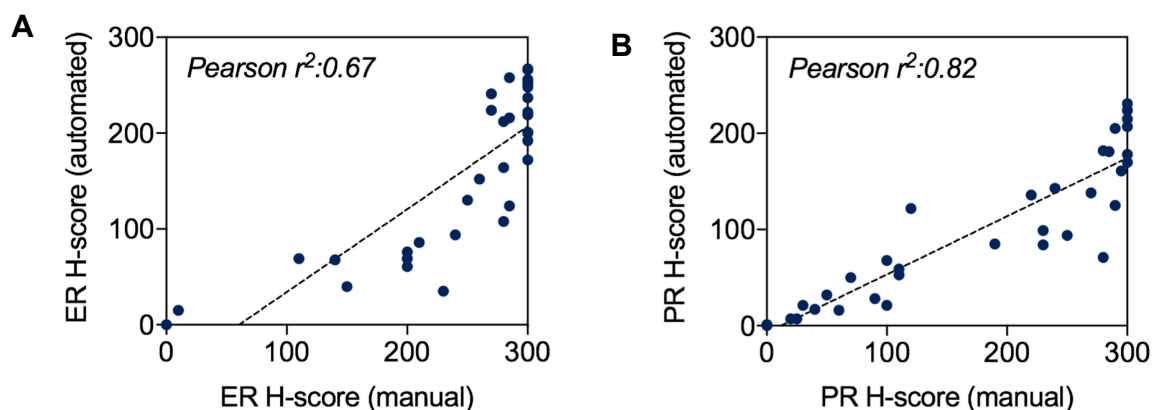 A
ER H-score (automated)
300
200
100
0
Pearson r²:0.67
0 100 200 300
ER H-score (manual)
B
PR H-score (automated)
300
200
100
0
Pearson r²:0.82
0 100 200 300
PR H-score (manual)